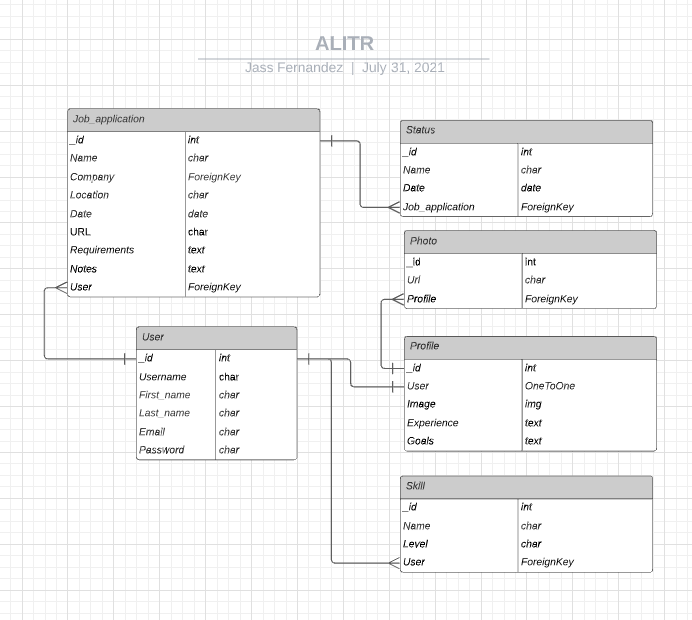 ALITR
Jass Fernandez | July 31, 2021
Job_application
_id int
Name char
Company ForeignKey
Location char
Date date
URL char
Requirements text
Notes text
User ForeignKey
Status
_id int
Name char
Date date
Job_application ForeignKey
Photo
_id int
Url char
Profile ForeignKey
User
_id int
Username char
First_name char
Last_name char
Email char
Password char
Profile
_id int
User OneToOne
Image img
Experience text
Goals text
Skill
_id int
Name char
Level char
User ForeignKey